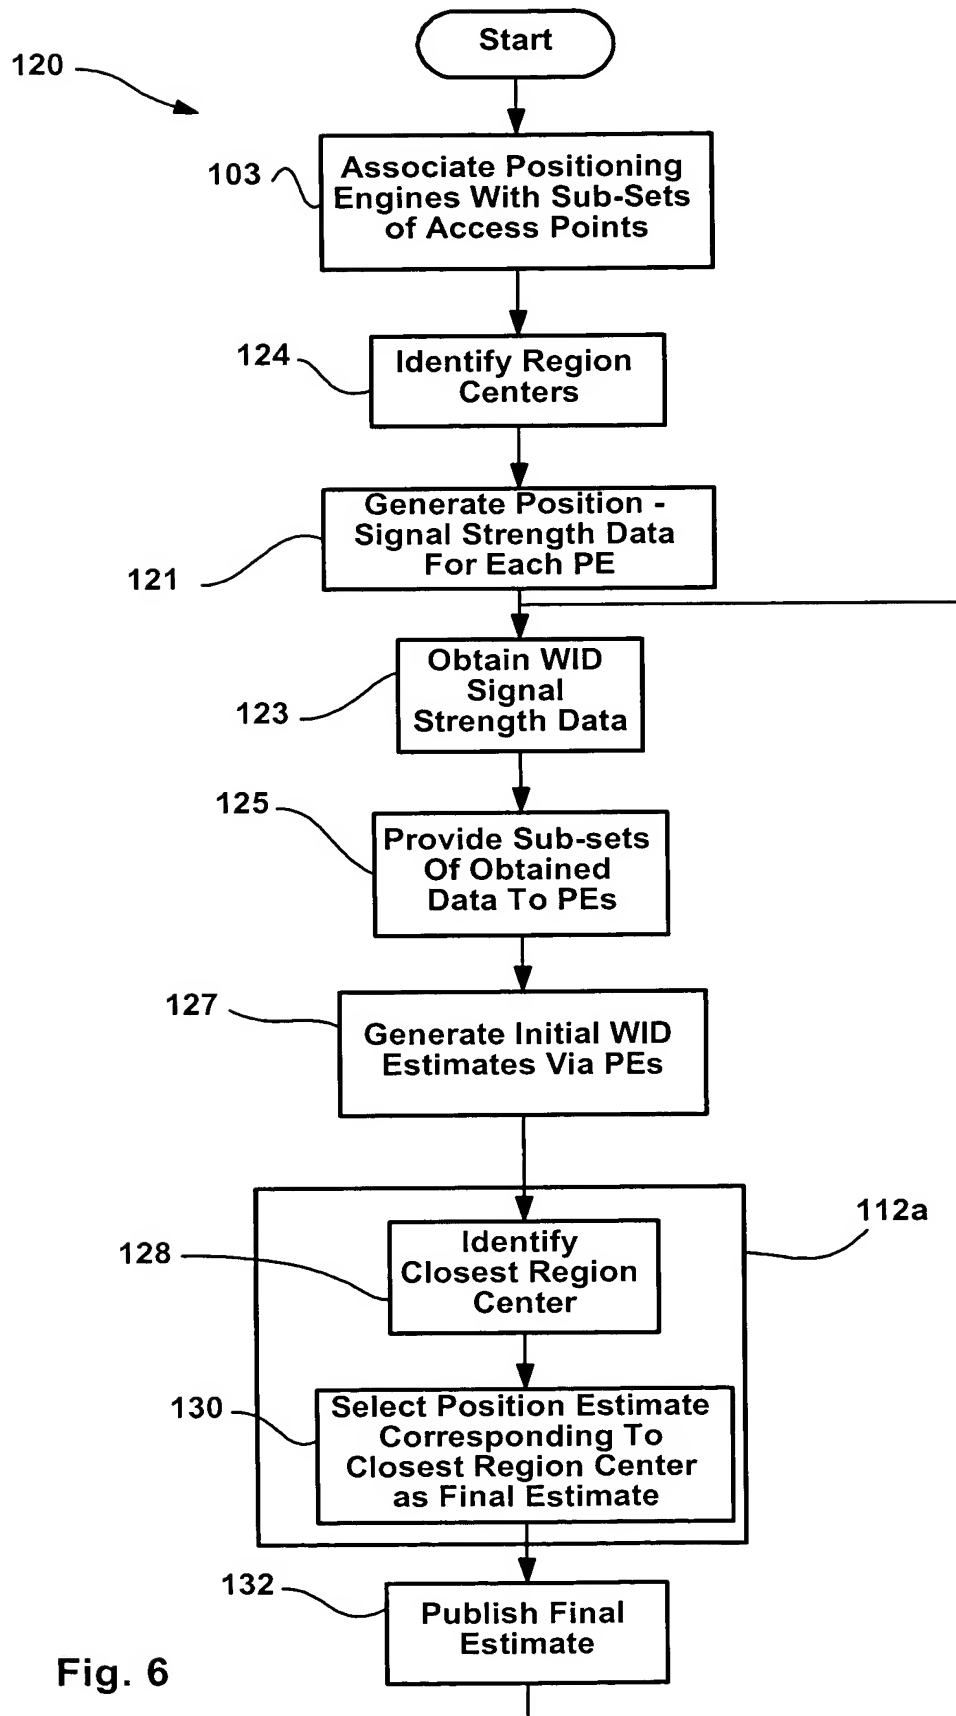 Start
120
103
Associate Positioning
Engines With Sub-Sets
of Access Points
124
Identify Region
Centers
Generate Position -
Signal Strength Data
For Each PE
121
Obtain WID
Signal
Strength Data
123
125
Provide Sub-sets
Of Obtained
Data To PEs
127
Generate Initial WID
Estimates Via PEs
112a
128
Identify
Closest Region
Center
130
Select Position Estimate
Corresponding To
Closest Region Center
as Final Estimate
132
Publish Final
Estimate
Fig. 6